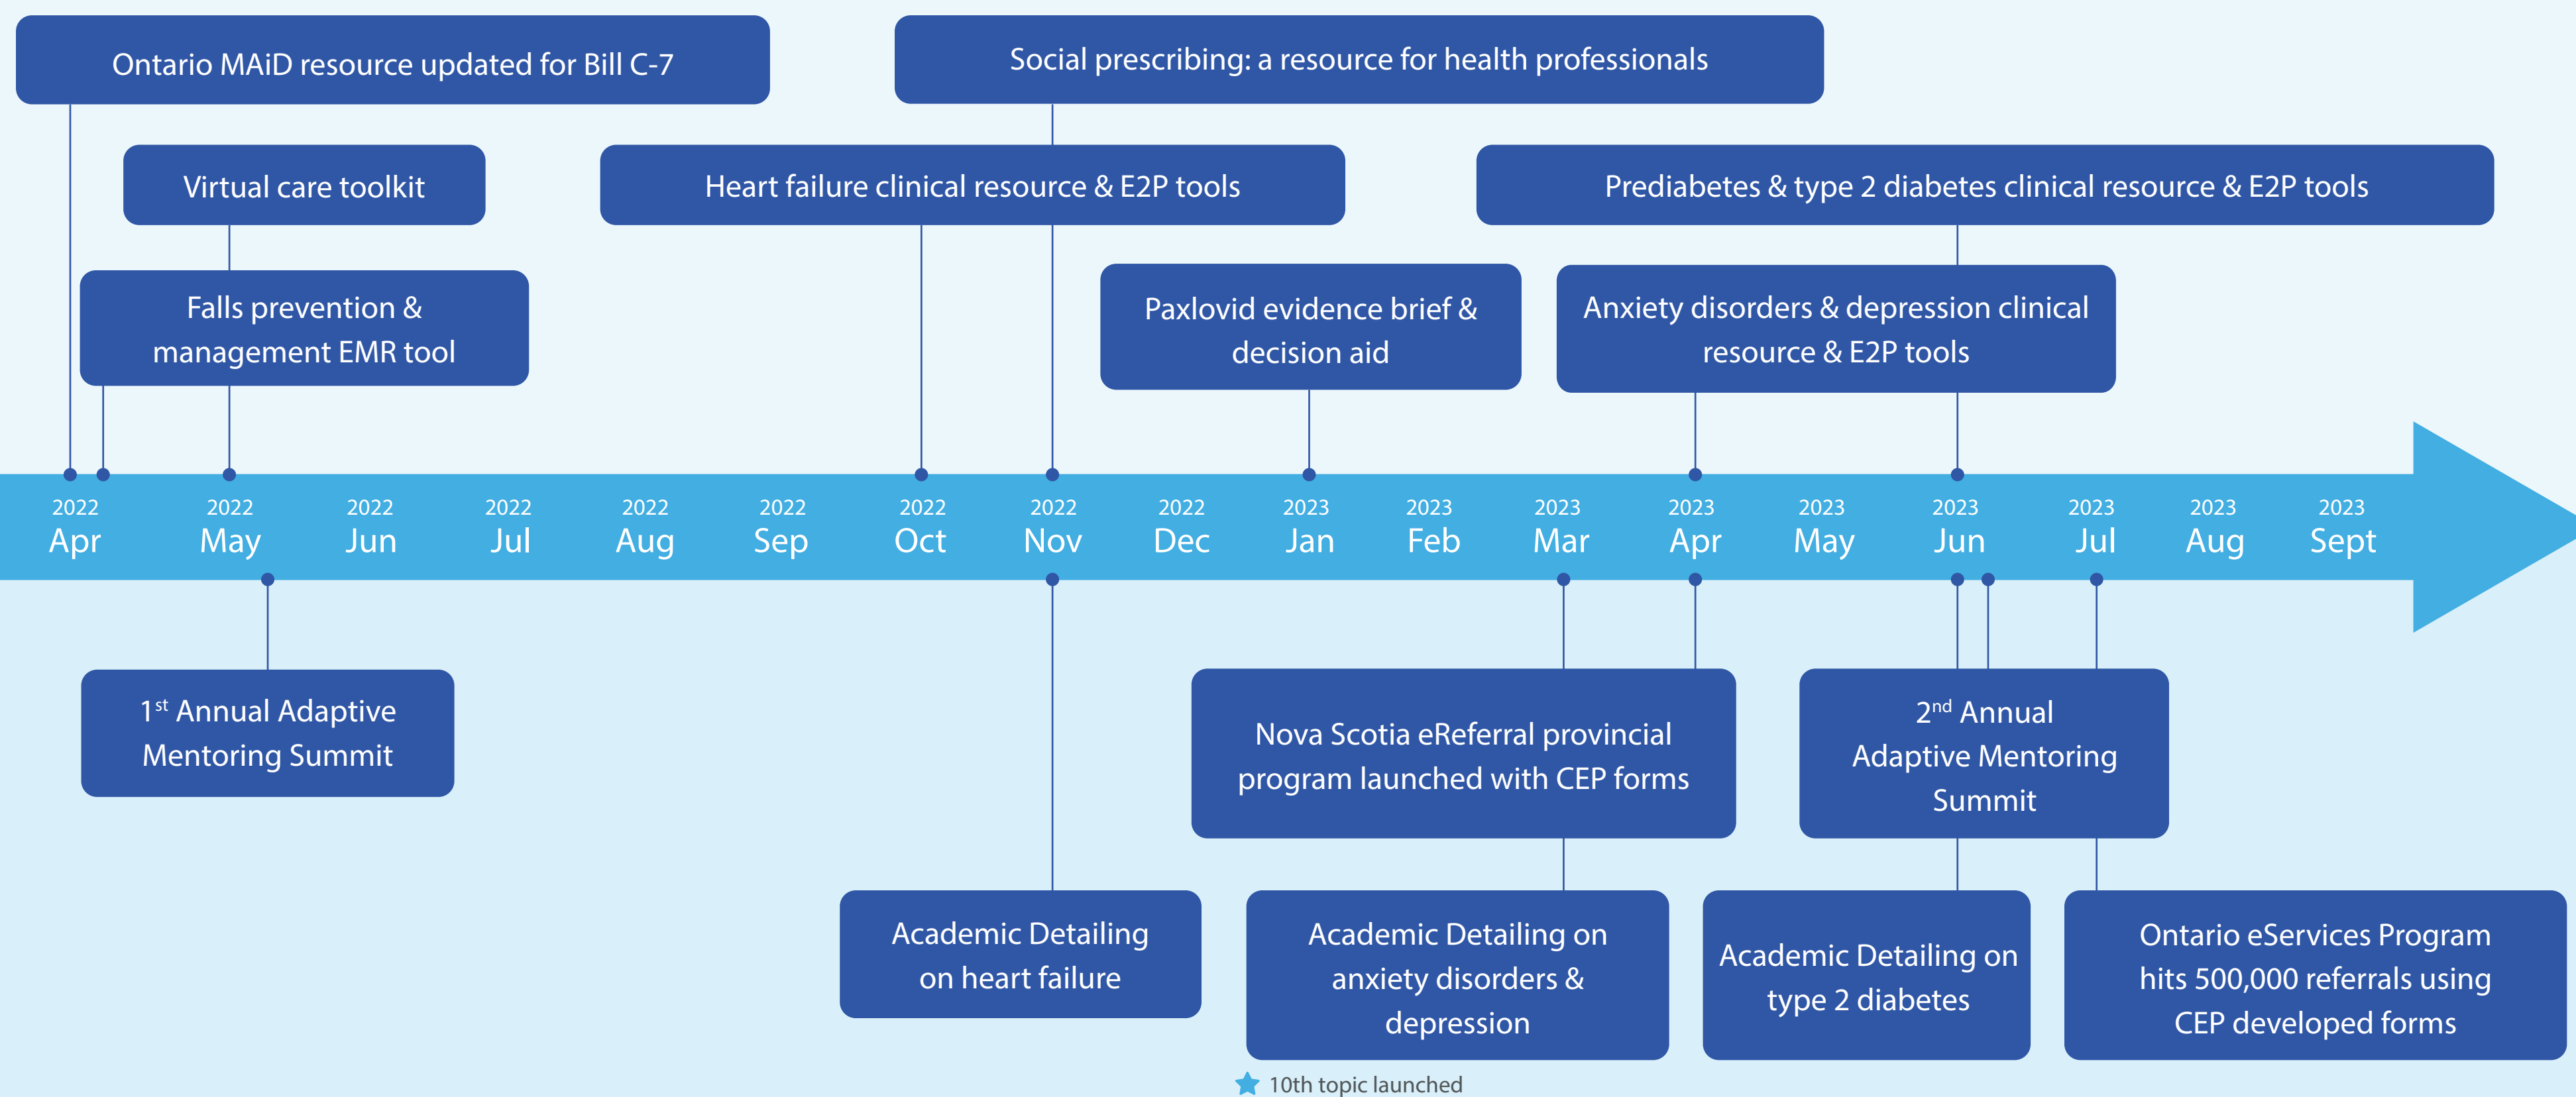 Ontario MAiD resource updated for Bill C-7
Social prescribing: a resource for health professionals
Virtual care toolkit
Heart failure clinical resource & E2P tools
Prediabetes & type 2 diabetes clinical resource & E2P tools
Falls prevention &
management EMR tool
Paxlovid evidence brief &
decision aid
Anxiety disorders & depression clinical
resource & E2P tools
2022
Apr
2022
May
2022
Jun
2022
Jul
2022
Aug
2022
Sep
2022
Oct
2022
Nov
2022
Dec
2023
Jan
2023
Feb
2023
Mar
2023
Apr
2023
May
2023
Jun
2023
Jul
2023
Aug
2023
Sept
1st Annual Adaptive
Mentoring Summit
Nova Scotia eReferral provincial
program launched with CEP forms
2nd Annual
Adaptive Mentoring
Summit
Academic Detailing
on heart failure
Academic Detailing on
anxiety disorders &
depression
Academic Detailing on
type 2 diabetes
Ontario eServices Program
hits 500,000 referrals using
CEP developed forms
10th topic launched